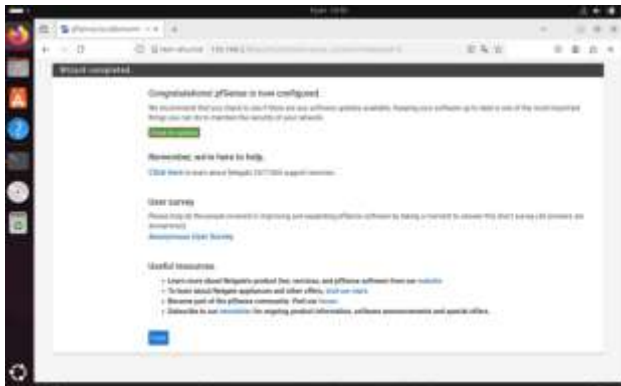 Wizard completed.
Congratulations! pfSense is now configured.
We recommend that you check to see if there are any software updates available. Keeping your software up to date is one of the most important
things you can do to maintain the security of your network.
Remember, we're here to help.
Click here to learn about Netgate 24/7/365 support services.
User survey
Please help all the people involved in improving and expanding pfSense software by taking a moment to answer this short survey (all answers are
anonymous)
Anonymous User Survey
Useful resources.
Learn more about Netgate's product line, services, and pfSense software from our website
To learn about Netgate appliances and other offers, visit our store
Become part of the pfSense community. Visit our forum
Subscribe to our newsletter for ongoing product information, software announcements and special offers.